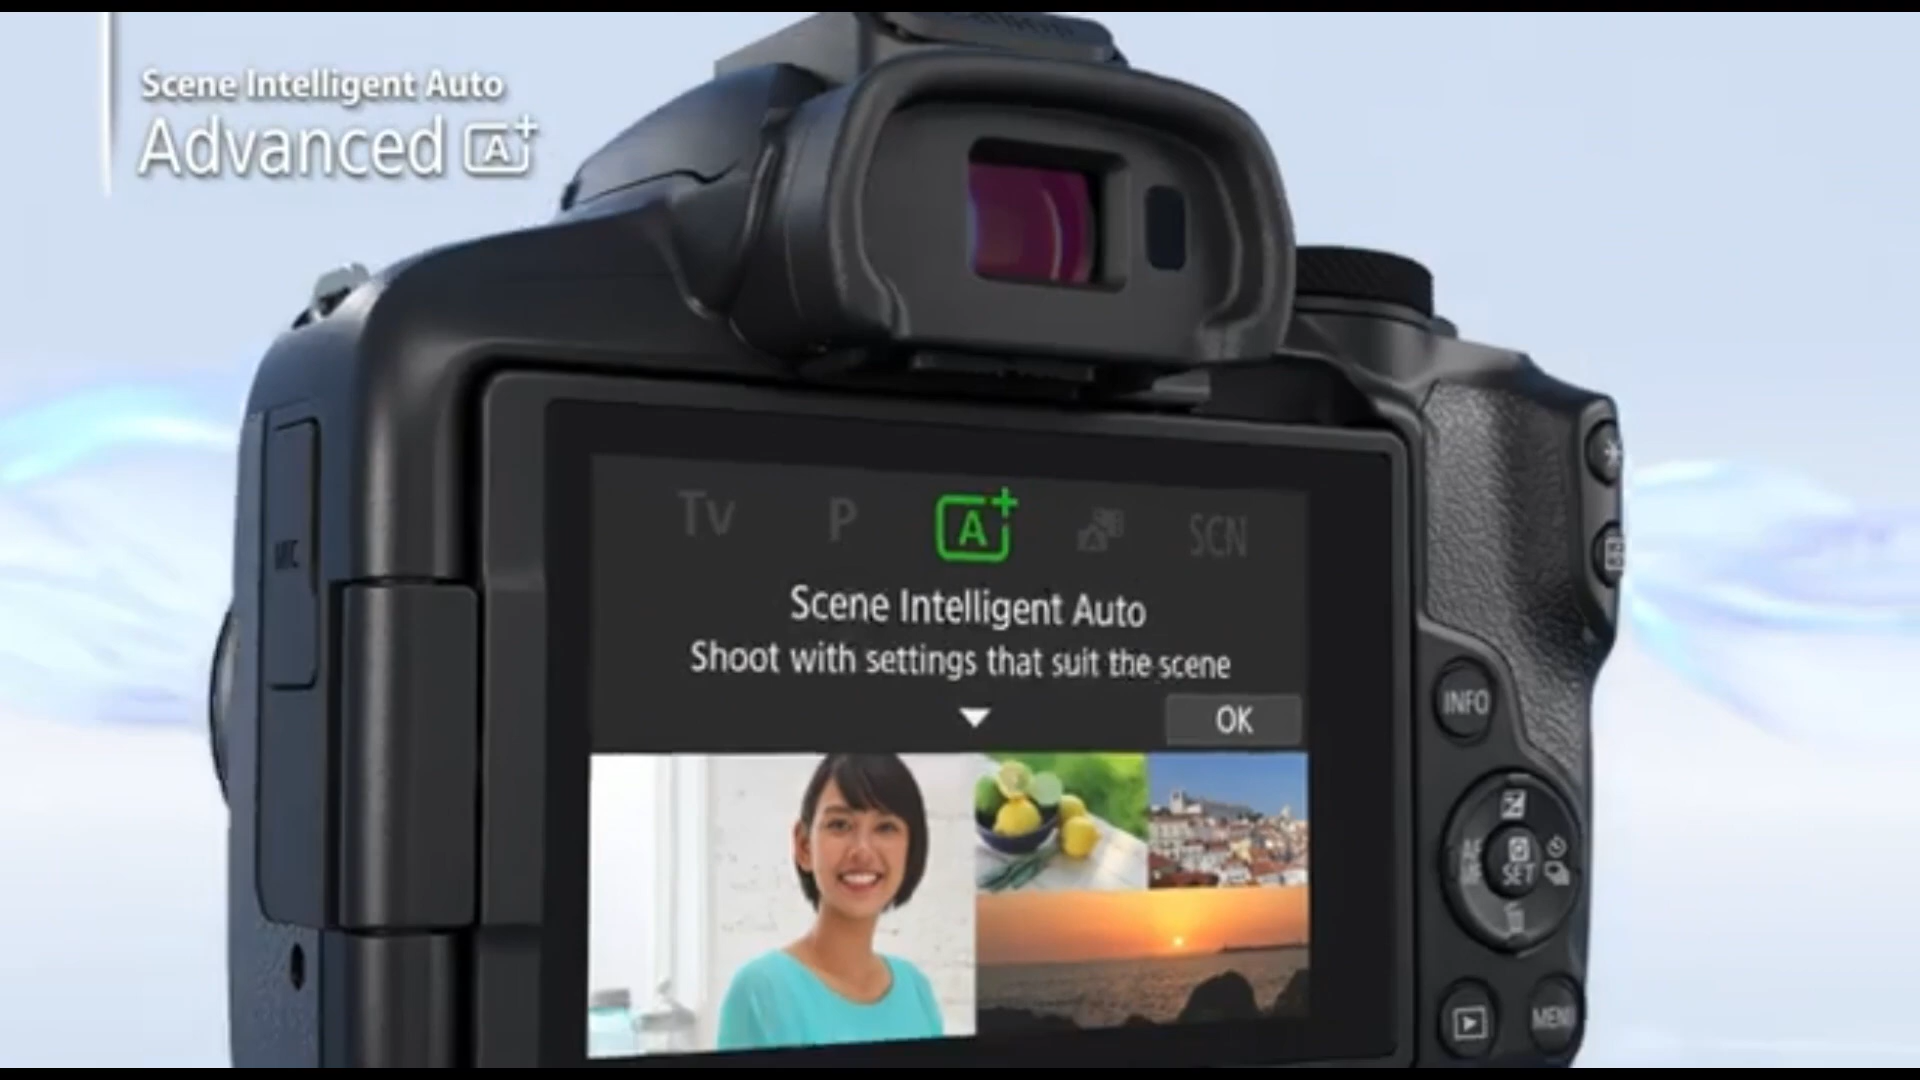 Scene Intelligent Auto
Advanced A+
Tv P A+ SCN
Scene Intelligent Auto
Shoot with settings that suit the scene
OK
MIC
INFO
SET
MENU